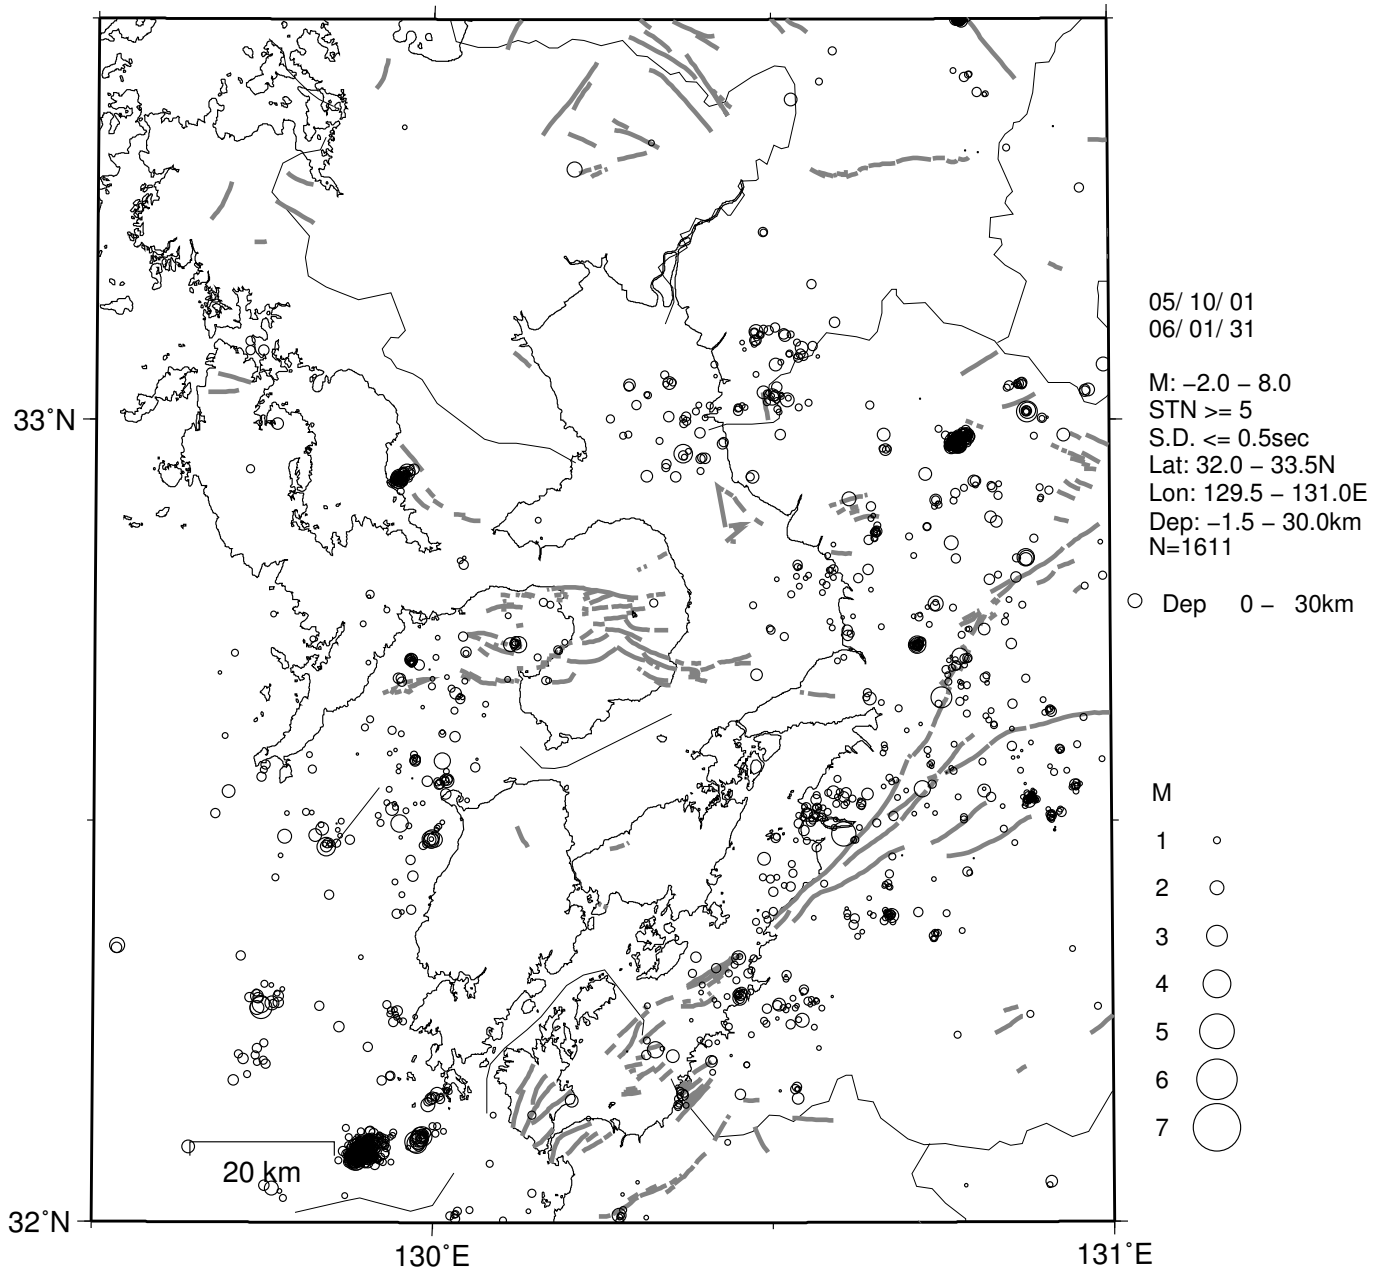 05/ 10/ 01
06/ 01/ 31
M: −2.0 − 8.0
STN >= 5
S.D. <= 0.5sec
Lat: 32.0 − 33.5N
Lon: 129.5 − 131.0E
Dep: −1.5 − 30.0km
N=1611
Dep 0 − 30km
33˚N
M
1
2
3
4
5
6
7
20 km
32˚N
130˚E
131˚E